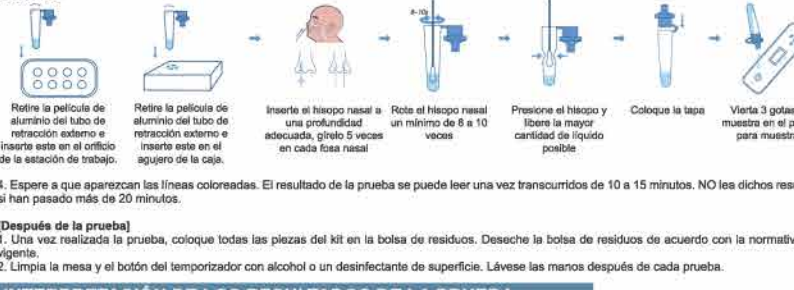 8~10x
Retire la película de
aluminio del tubo de
retracción externo e
inserte este en el orificio
de la estación de trabajo.
Retire la película de
aluminio del tubo de
retracción externo e
inserte este en el
agujero de la caja.
Inserte el hisopo nasal a
una profundidad
adecuada, gírelo 5 veces
en cada fosa nasal
Rote el hisopo nasal
un mínimo de 8 a 10
veces
Presione el hisopo y
libere la mayor
cantidad de líquido
posible
Coloque la tapa
Vierta 3 gotas
muestra en el p
para muestr
4. Espere a que aparezcan las líneas coloreadas. El resultado de la prueba se puede leer una vez transcurridos de 10 a 15 minutos. NO lea dichos res
si han pasado más de 20 minutos.
[Después de la prueba]
1. Una vez realizada la prueba, coloque todas las piezas del kit en la bolsa de residuos. Deseche la bolsa de residuos de acuerdo con la normativ
vigente.
2. Limpia la mesa y el botón del temporizador con alcohol o un desinfectante de superficie. Lávese las manos después de cada prueba.